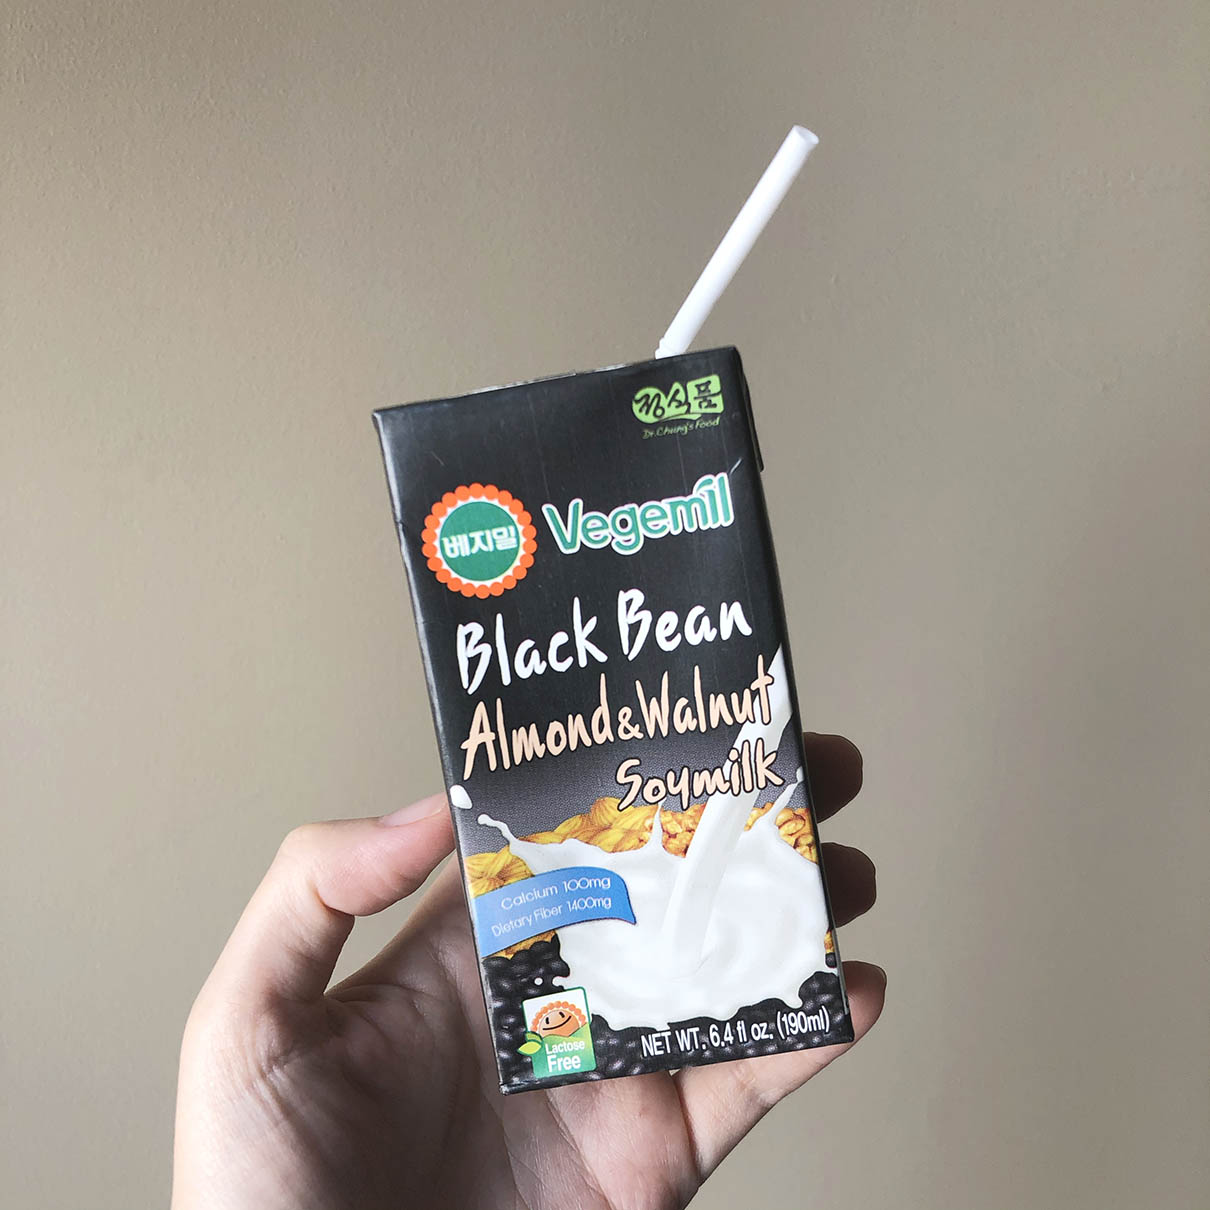 정식품
Dr.Chung's Food
베지밀
Vegemil
Black Bean
Almond&Walnut
Soymilk
Calcium 100mg
Dietary Fiber 1400mg
Lactose
Free
NET WT. 6.4 fl oz. (190ml)